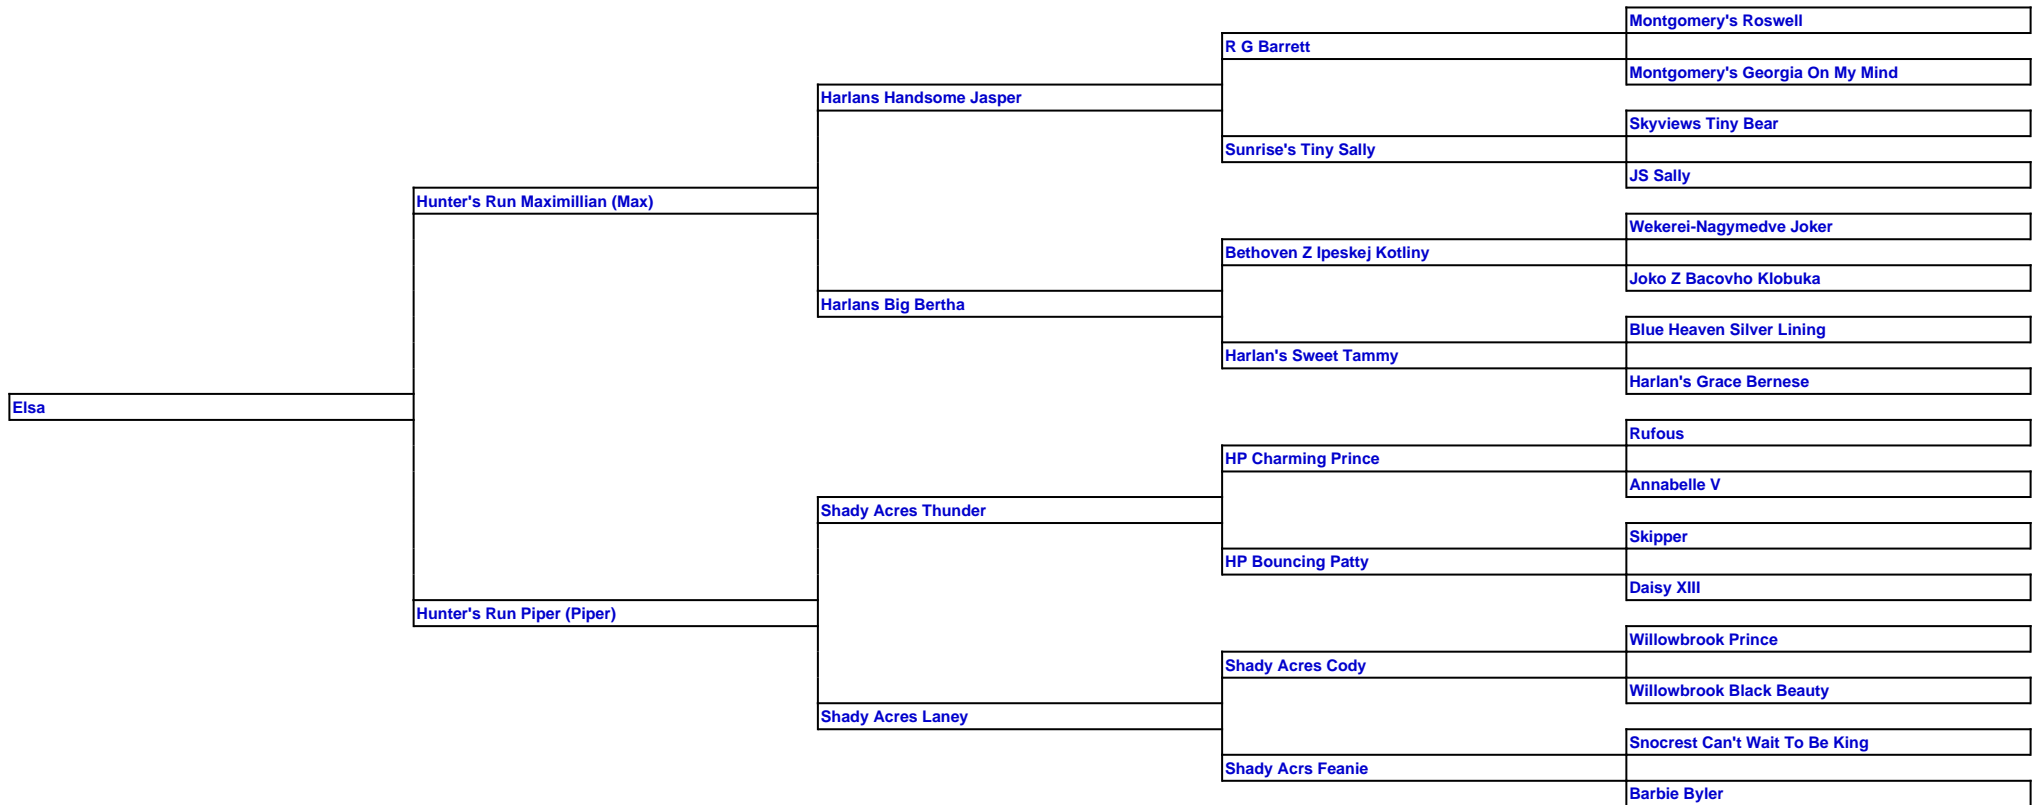 Montgomery's Roswell
R G Barrett
Montgomery's Georgia On My Mind
Harlans Handsome Jasper
Skyviews Tiny Bear
Sunrise's Tiny Sally
JS Sally
Hunter's Run Maximillian (Max)
Wekerei-Nagymedve Joker
Bethoven Z Ipeskej Kotliny
Joko Z Bacovho Klobuka
Harlans Big Bertha
Blue Heaven Silver Lining
Harlan's Sweet Tammy
Harlan's Grace Bernese
Elsa
Rufous
HP Charming Prince
Annabelle V
Shady Acres Thunder
Skipper
HP Bouncing Patty
Daisy XIII
Hunter's Run Piper (Piper)
Willowbrook Prince
Shady Acres Cody
Willowbrook Black Beauty
Shady Acres Laney
Snocrest Can't Wait To Be King
Shady Acrs Feanie
Barbie Byler